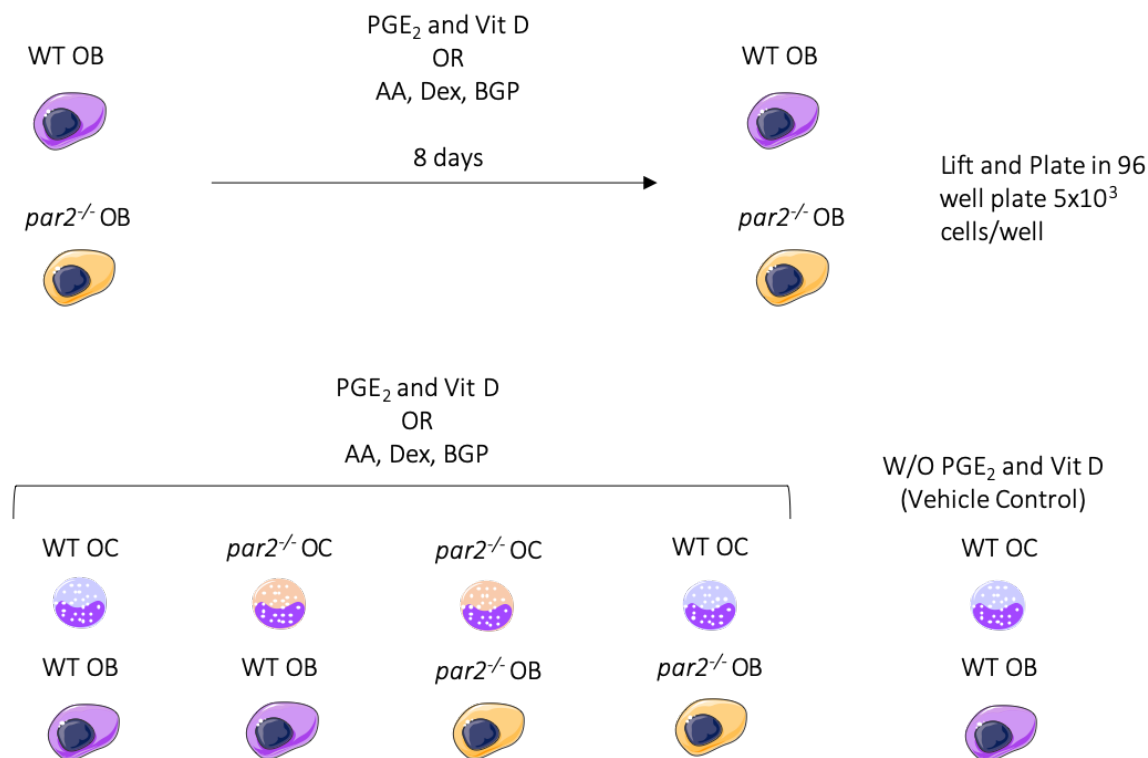 WT OB
PGE₂ and Vit D
OR
AA, Dex, BGP
8 days
WT OB
par2⁻/⁻ OB
par2⁻/⁻ OB
Lift and Plate in 96
well plate 5x10³
cells/well
PGE₂ and Vit D
OR
AA, Dex, BGP
W/O PGE₂ and Vit D
(Vehicle Control)
WT OC
par2⁻/⁻ OC
par2⁻/⁻ OC
WT OC
WT OC
WT OB
WT OB
par2⁻/⁻ OB
par2⁻/⁻ OB
WT OB